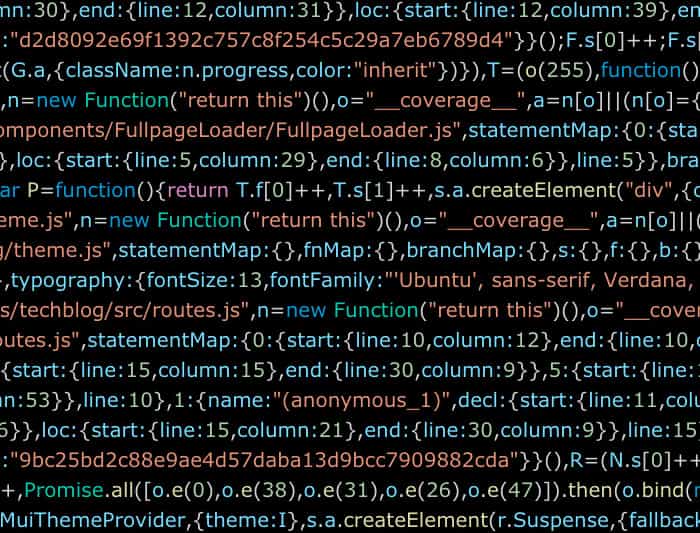 mn:30},end:{line:12,column:31}},loc:{start:{line:12,column:39},en
:"d2d8092e69f1392c757c8f254c5c29a7eb6789d4"}}();F.s[0]++;F.s[
(G.a,{className:n.progress,color:"inherit"})}),T=(o(255),function()
,n=new Function("return this")(),o="__coverage__",a=n[o]||(n[o]={
omponents/FullpageLoader/FullpageLoader.js",statementMap:{0:{sta
},loc:{start:{line:5,column:29},end:{line:8,column:6}},line:5}},bra
ar P=function(){return T.f[0]++,T.s[1]++,s.a.createElement("div",{c
eme.js",n=new Function("return this")(),o="__coverage__",a=n[o]||(
g/theme.js",statementMap:{},fnMap:{},branchMap:{},s:{},f:{},b:{}
,typography:{fontSize:13,fontFamily:"'Ubuntu', sans-serif, Verdana,
s/techblog/src/routes.js",n=new Function("return this")(),o="__cover
outes.js",statementMap:{0:{start:{line:10,column:12},end:{line:10,c
{start:{line:15,column:15},end:{line:30,column:9}},5:{start:{line:
mn:53}},line:10},1:{name:"(anonymous_1)",decl:{start:{line:11,colu
6}},loc:{start:{line:15,column:21},end:{line:30,column:9}},line:15
:"9bc25bd2c88e9ae4d57daba13d9bcc7909882cda"}}(),R=(N.s[0]++
+,Promise.all([o.e(0),o.e(38),o.e(31),o.e(26),o.e(47)]).then(o.bind(n
MuiThemeProvider,{theme:I},s.a.createElement(r.Suspense,{fallback